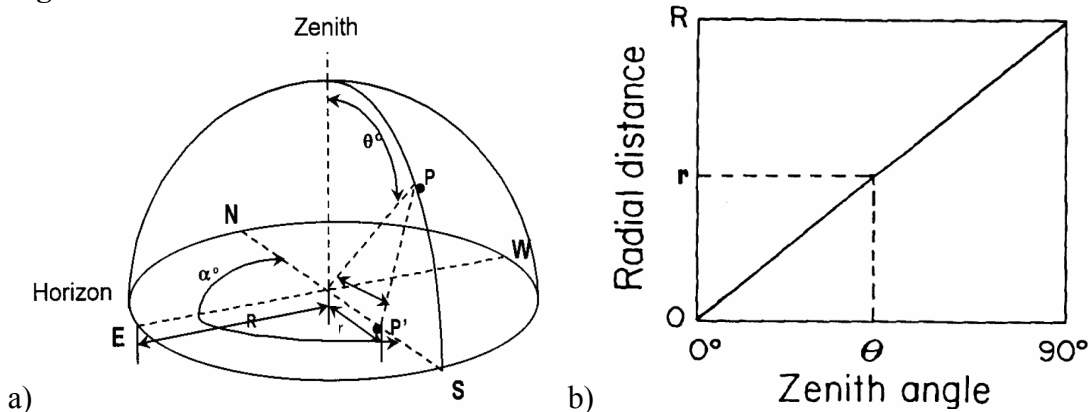 Zenith
θ°
P
N
W
α°
Horizon
E
R
r
P'
S
a)
R
Radial distance
r
O
0°
θ
90°
Zenith angle
b)